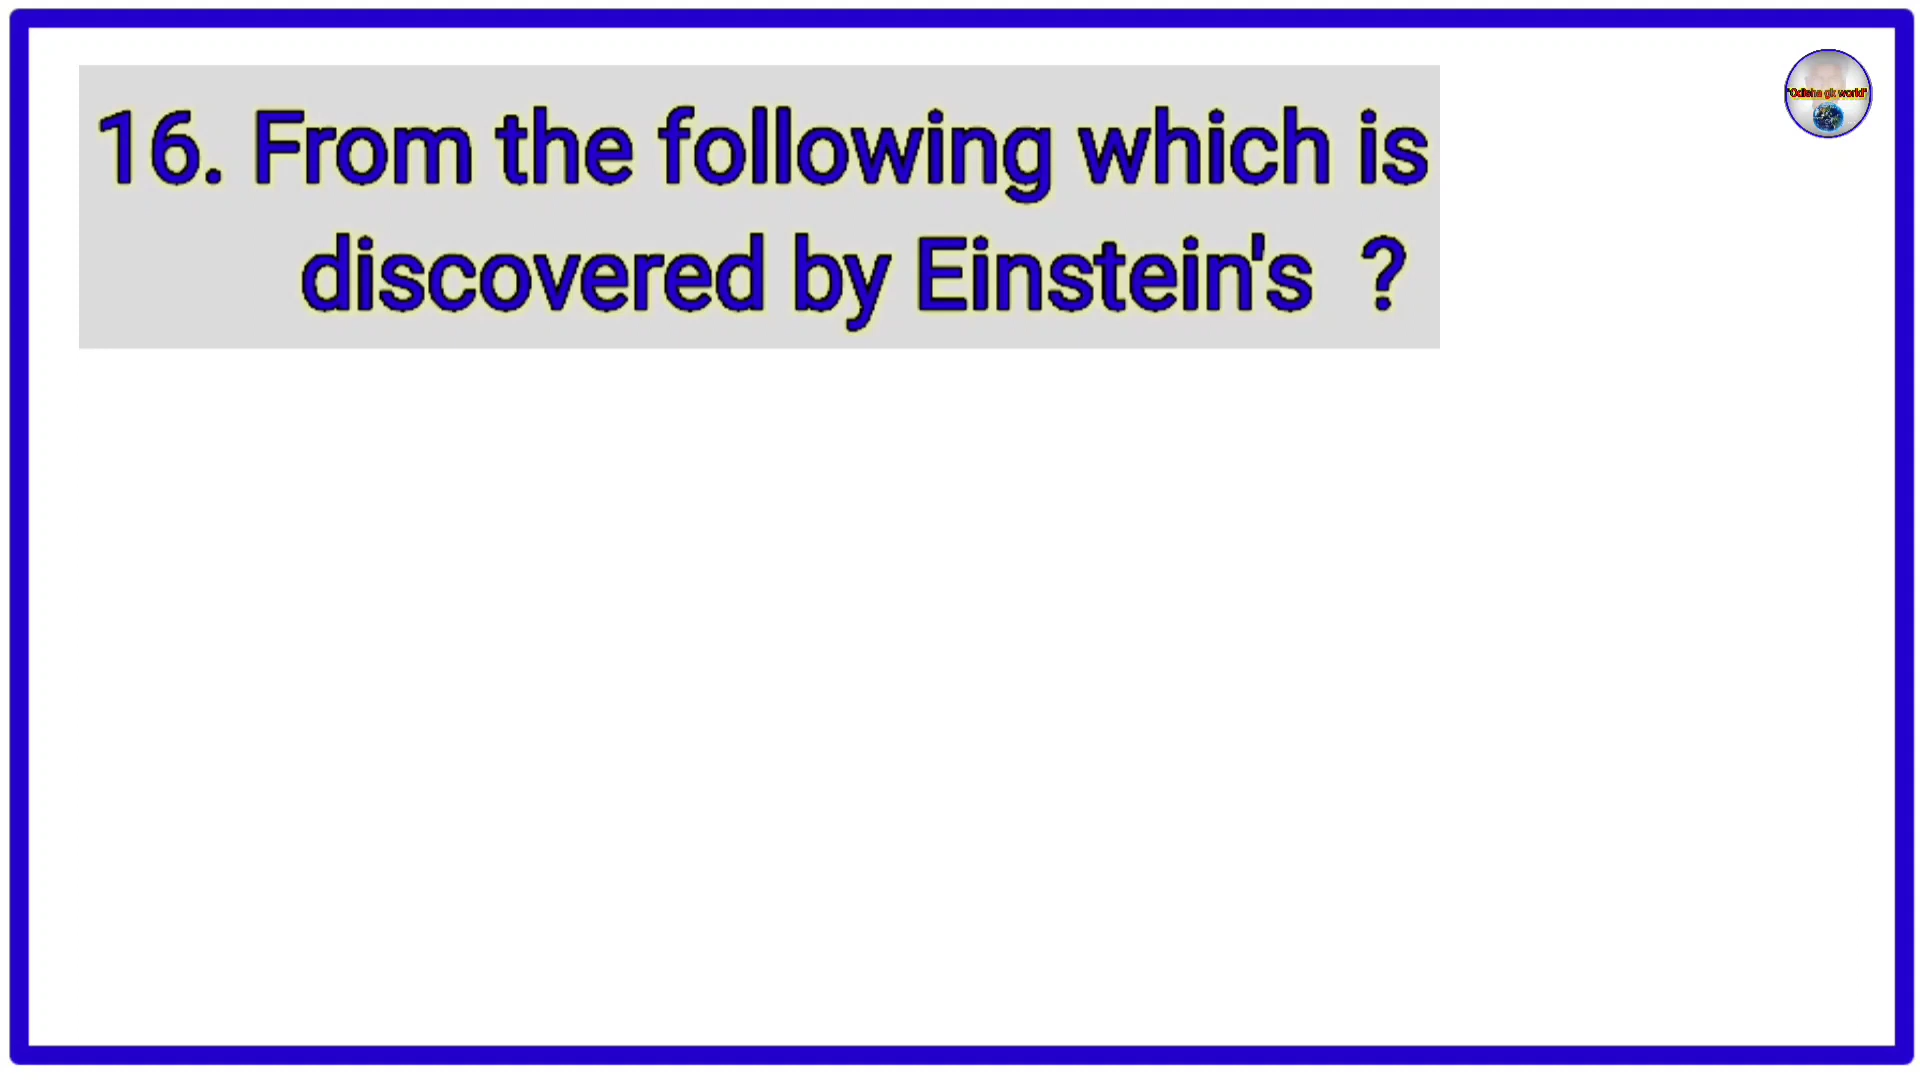 16. From the following which is
discovered by Einstein's ?
"Odisha gk world"